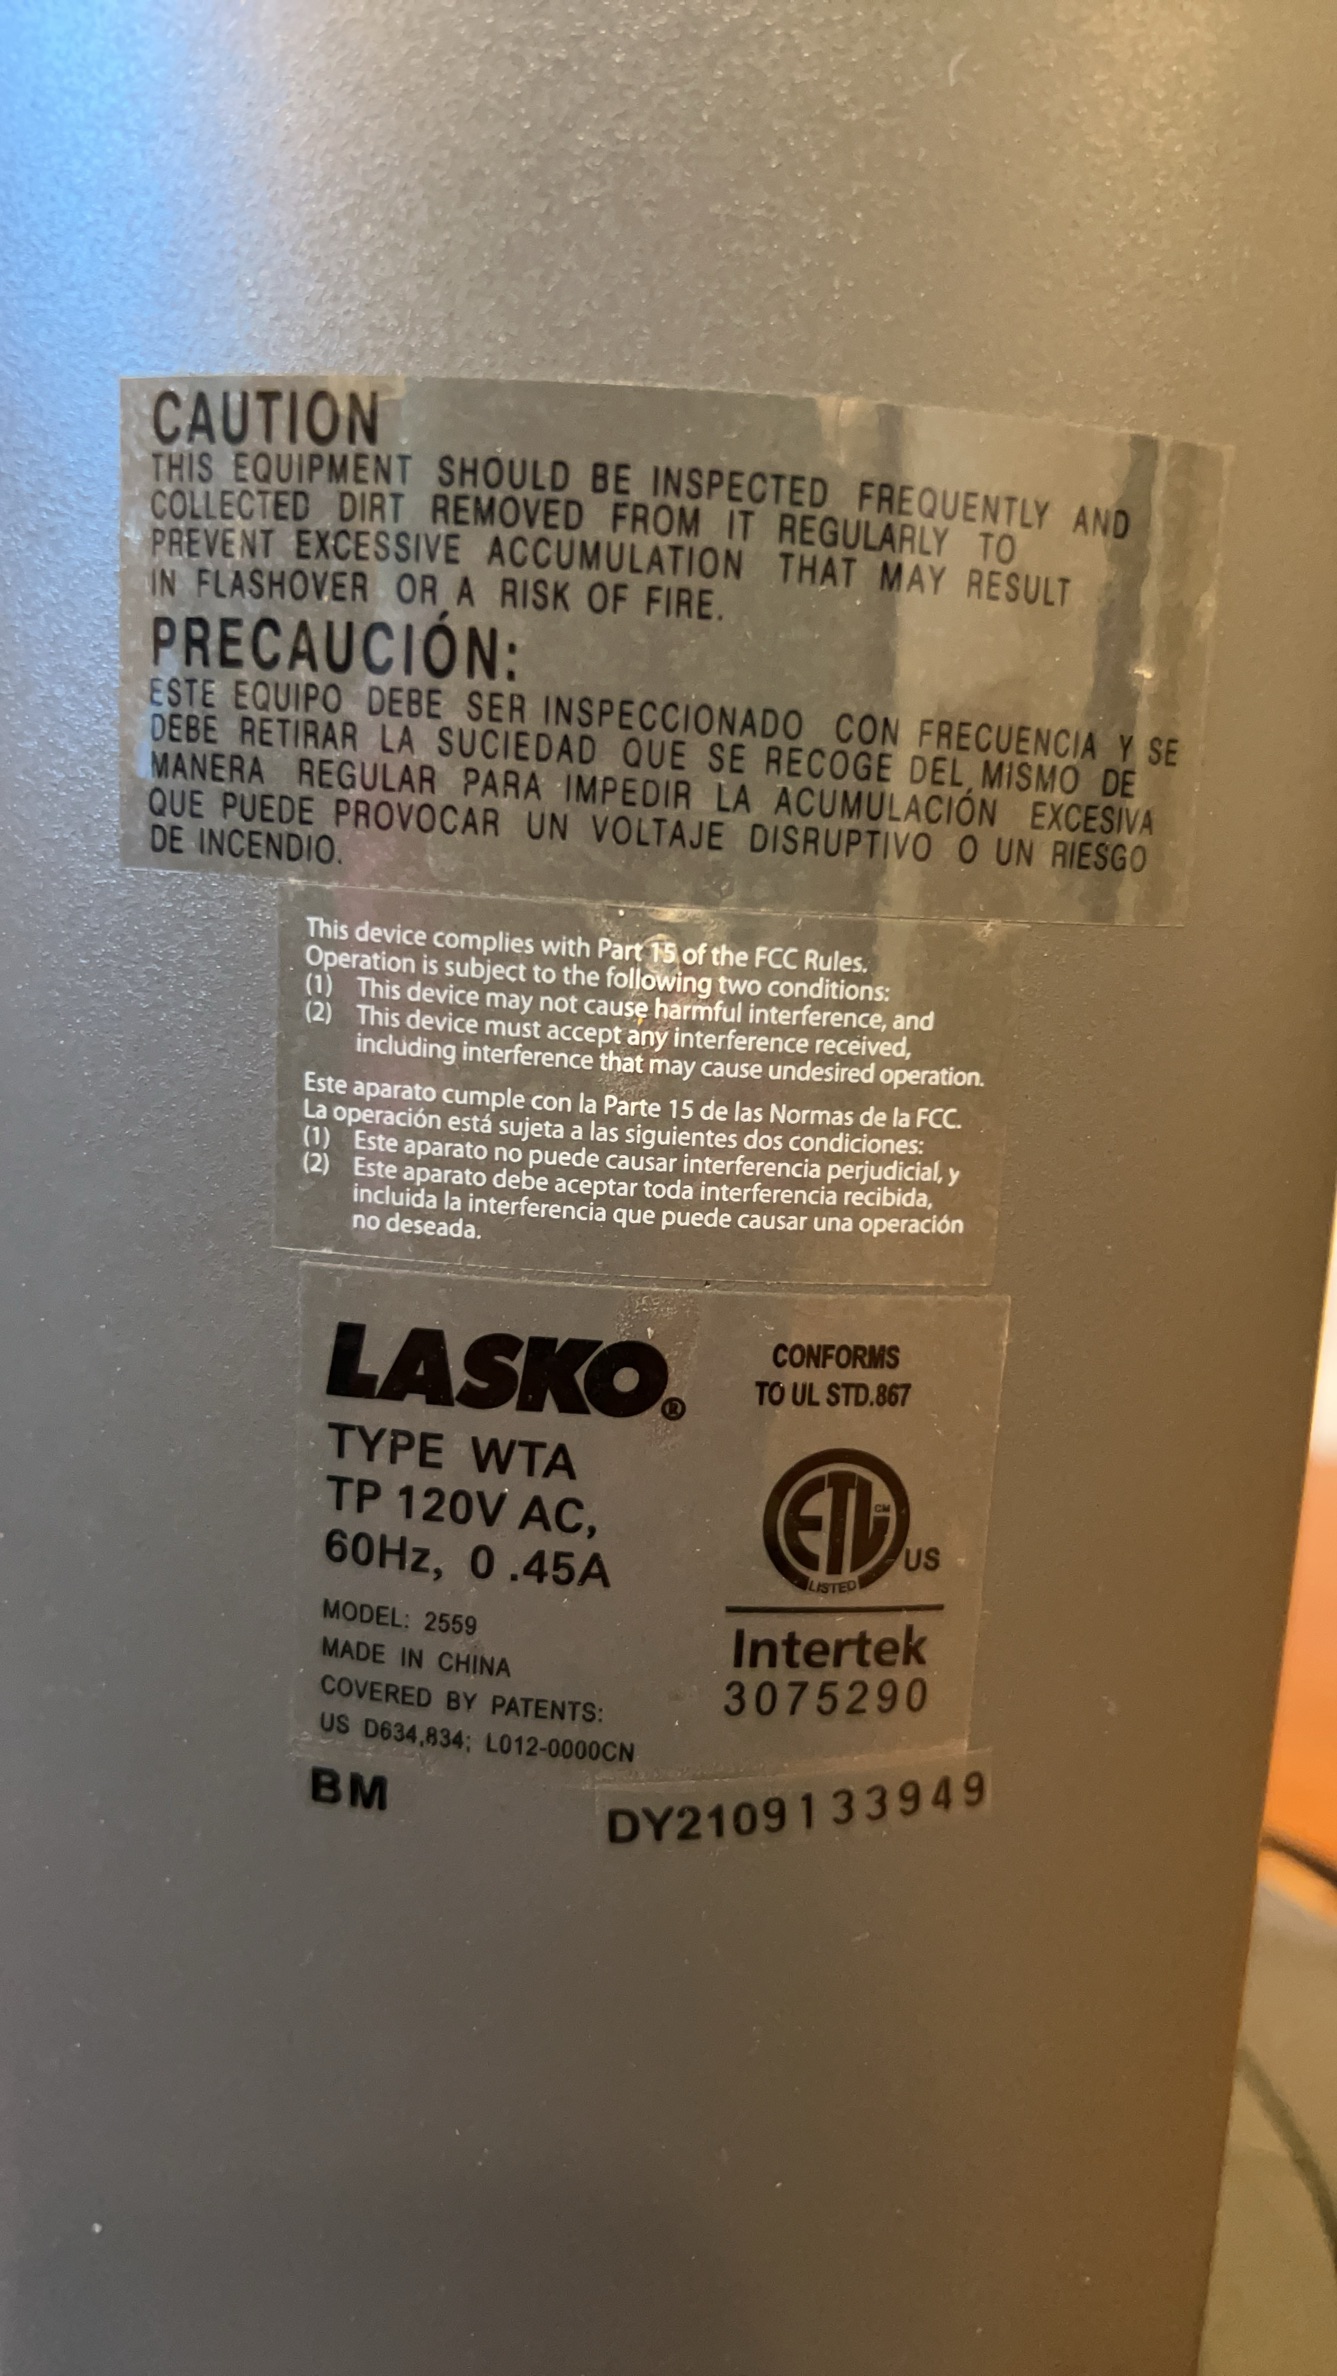 CAUTION
THIS EQUIPMENT SHOULD BE INSPECTED FREQUENTLY AND
COLLECTED DIRT REMOVED FROM IT REGULARLY TO
PREVENT EXCESSIVE ACCUMULATION THAT MAY RESULT
IN FLASHOVER OR A RISK OF FIRE.
PRECAUCIÓN:
ESTE EQUIPO DEBE SER INSPECCIONADO CON FRECUENCIA Y SE
DEBE RETIRAR LA SUCIEDAD QUE SE RECOGE DEL MISMO DE
MANERA REGULAR PARA IMPEDIR LA ACUMULACIÓN EXCESIVA
QUE PUEDE PROVOCAR UN VOLTAJE DISRUPTIVO O UN RIESGO
DE INCENDIO.
This device complies with Part 15 of the FCC Rules.
Operation is subject to the following two conditions:
(1) This device may not cause harmful interference, and
(2) This device must accept any interference received,
including interference that may cause undesired operation.
Este aparato cumple con la Parte 15 de las Normas de la FCC.
La operación está sujeta a las siguientes dos condiciones:
(1) Este aparato no puede causar interferencia perjudicial, y
(2) Este aparato debe aceptar toda interferencia recibida,
incluida la interferencia que puede causar una operación
no deseada.
LASKO®
TYPE WTA
TP 120V AC,
60Hz, 0 .45A
MODEL: 2559
MADE IN CHINA
COVERED BY PATENTS:
US D634,834; L012-0000CN
CONFORMS
TO UL STD.867
ETL CM
LISTED
US
Intertek
3075290
BM
DY2109133949